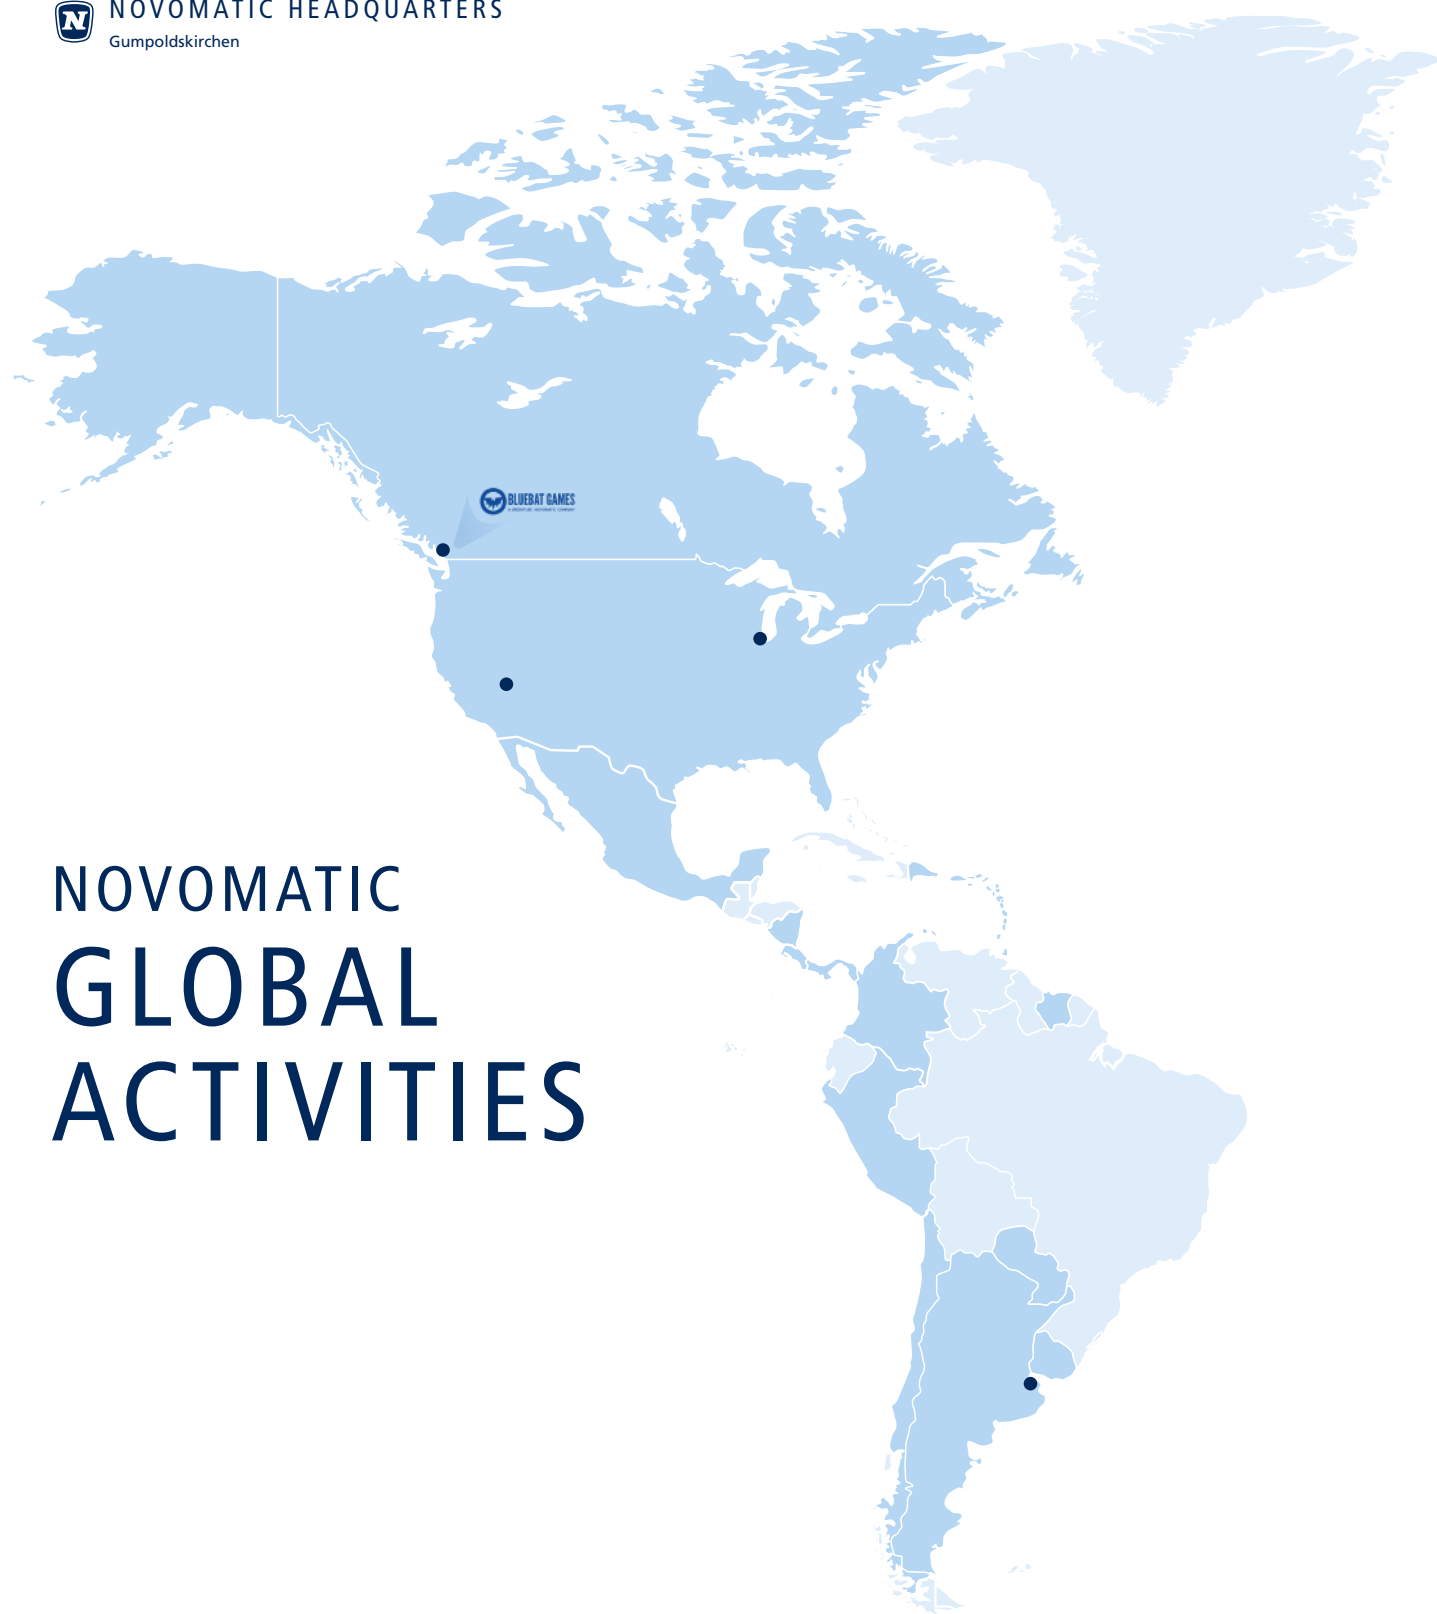 NOVOMATIC HEADQUARTERS
Gumpoldskirchen
BLUEBAT GAMES
NOVOMATIC
GLOBAL
ACTIVITIES